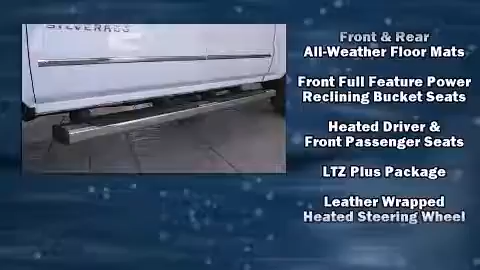 SILVERADO
Front & Rear
All-Weather Floor Mats
Front Full Feature Power
Reclining Bucket Seats
Heated Driver &
Front Passenger Seats
LTZ Plus Package
Leather Wrapped
Heated Steering Wheel